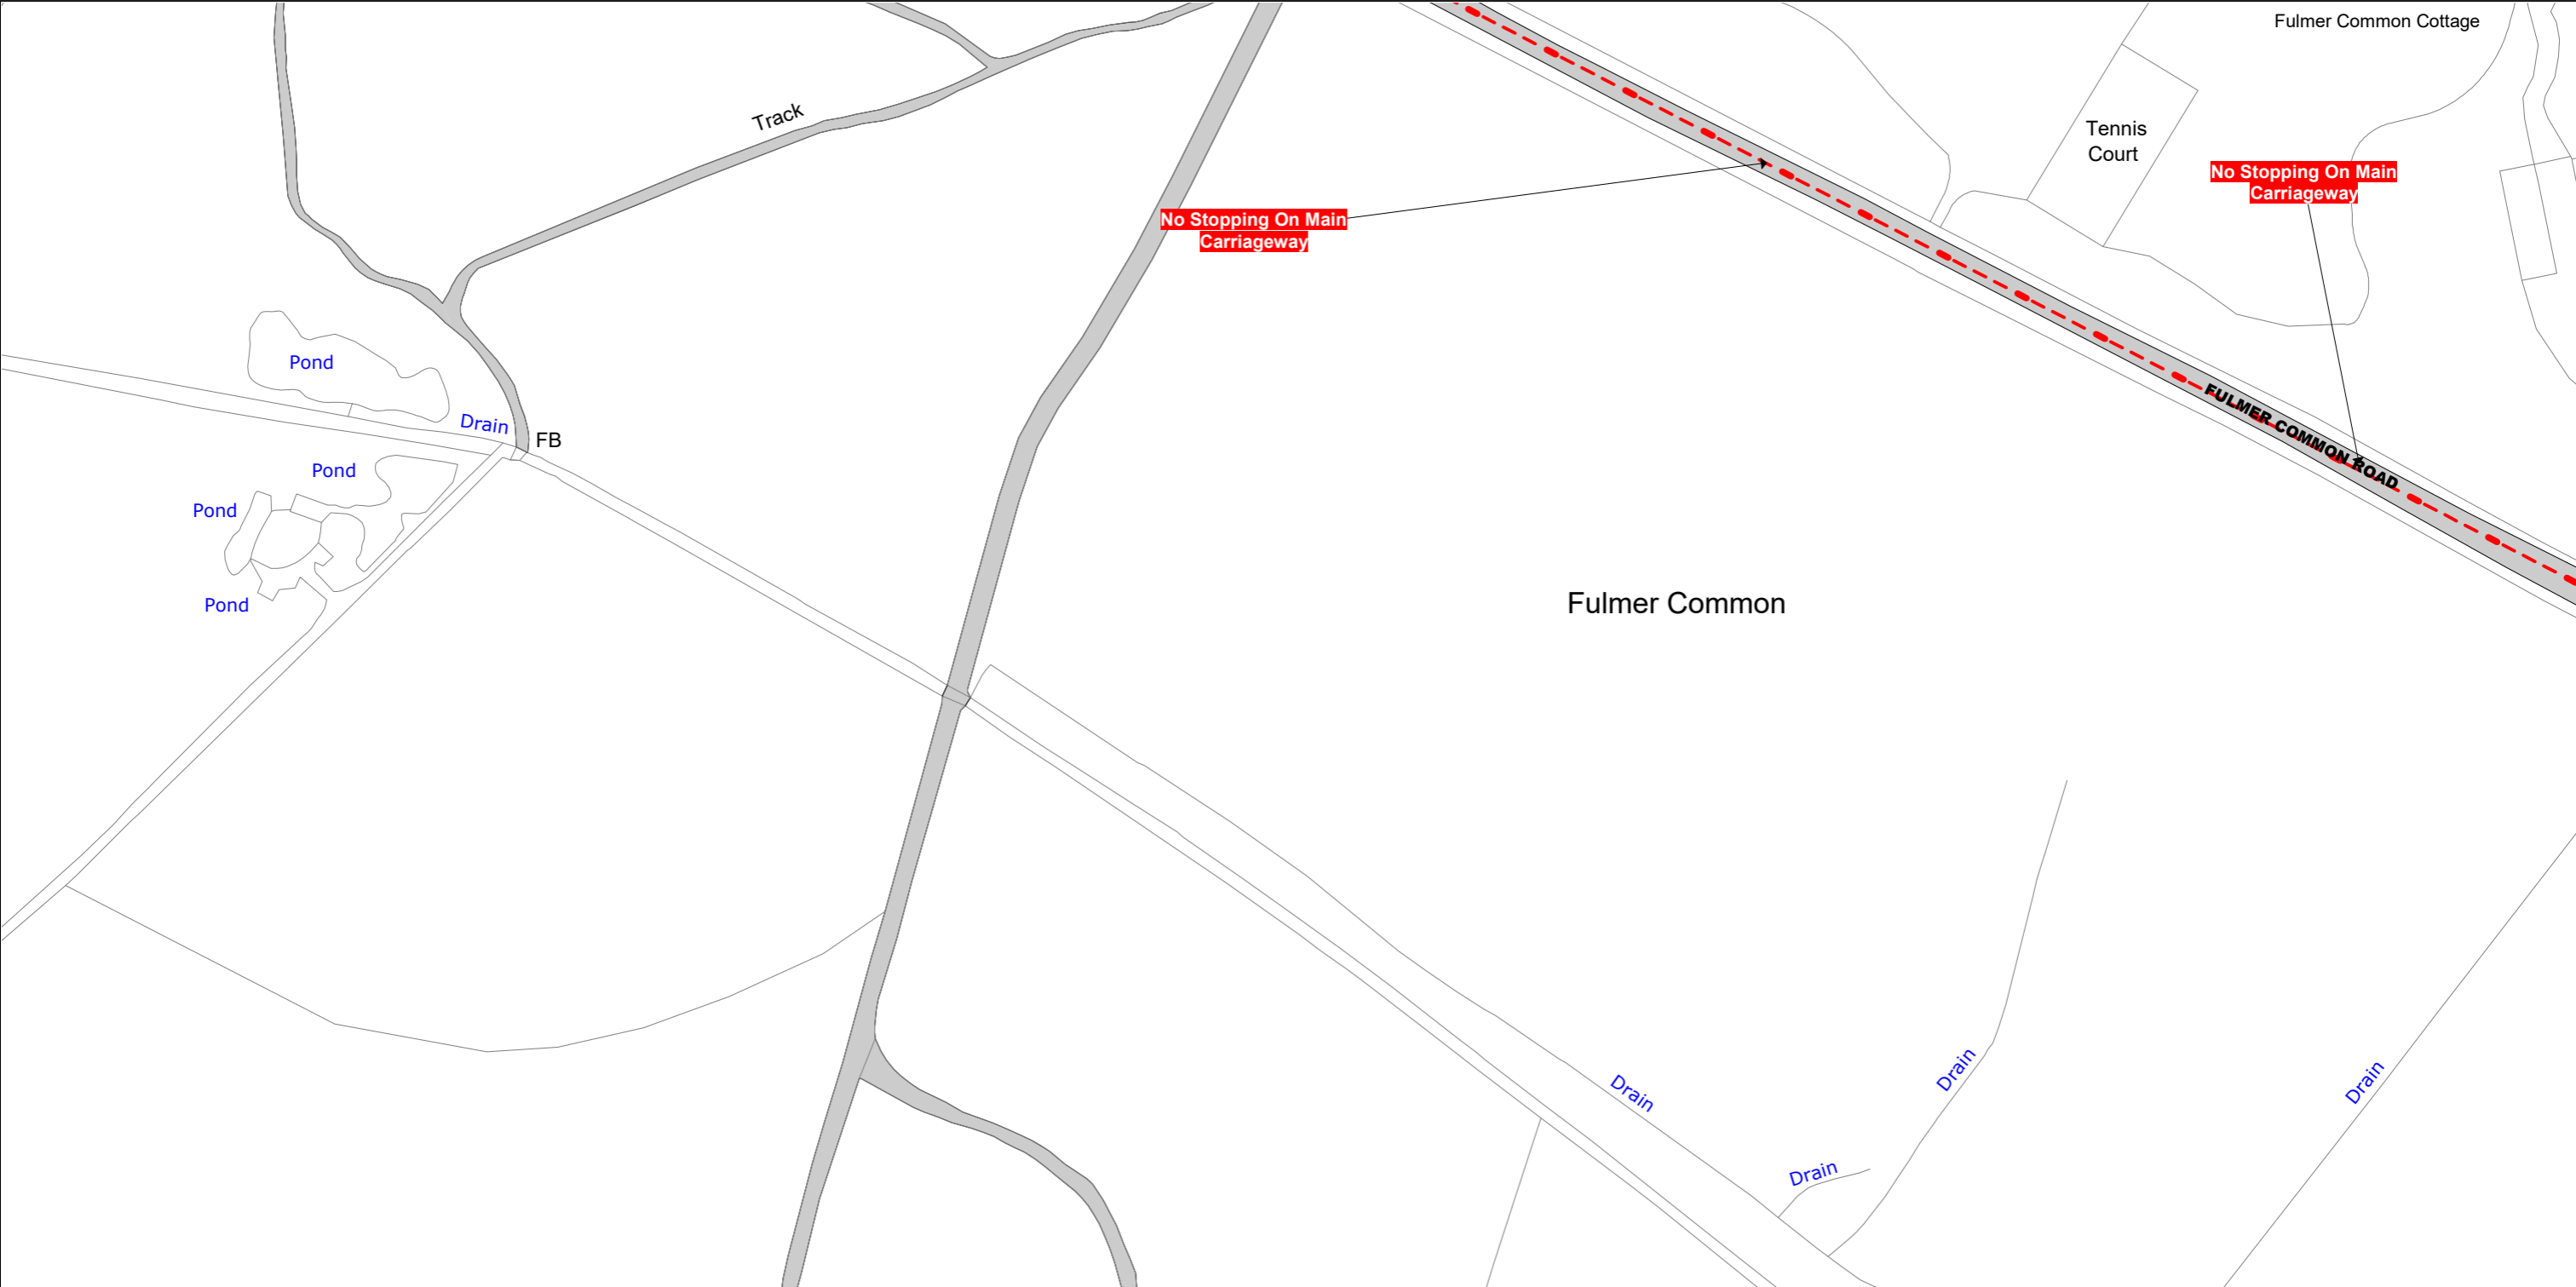 Fulmer Common Cottage
Track
Tennis
Court
No Stopping On Main
Carriageway
No Stopping On Main
Carriageway
Pond
Drain
FB
FULMER COMMON ROAD
Pond
Pond
Pond
Fulmer Common
Drain
Drain
Drain
Drain